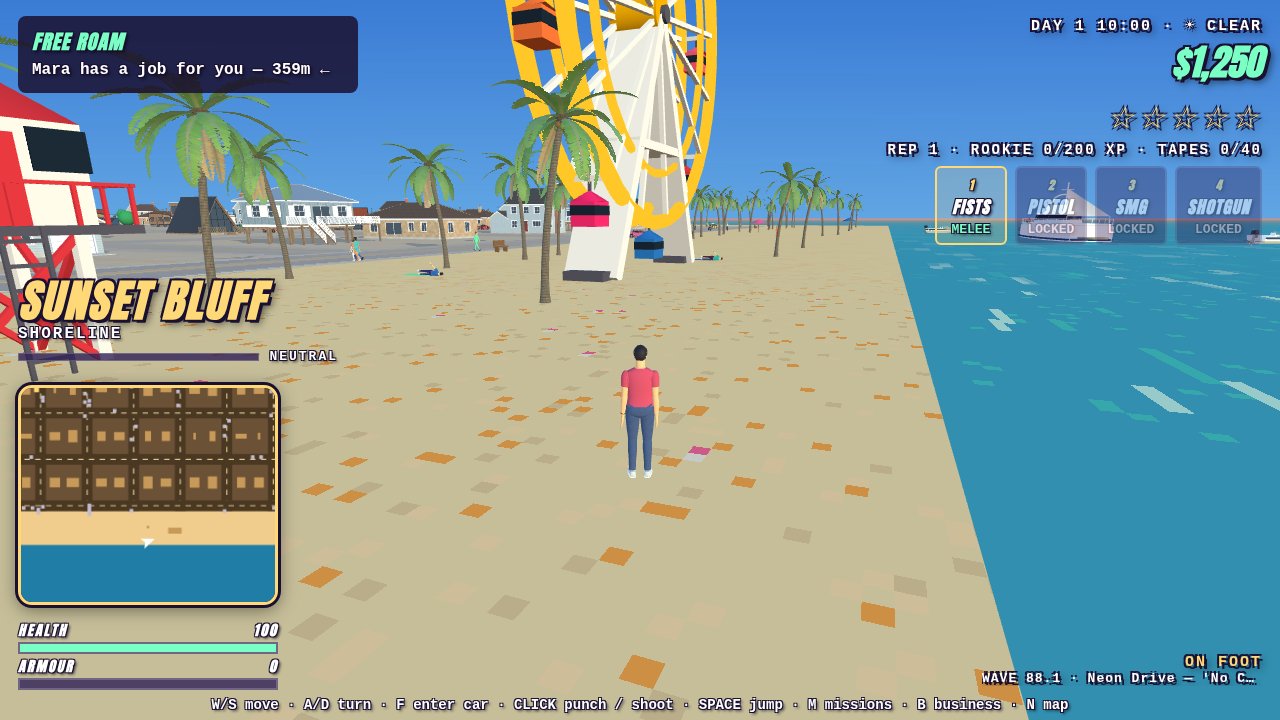 FREE ROAM
Mara has a job for you — 359m ←
DAY 1 10:00 · ☀ CLEAR
$1,250
REP 1 · ROOKIE 0/200 XP · TAPES 0/40
1
FISTS
MELEE
2
PISTOL
LOCKED
3
SMG
LOCKED
4
SHOTGUN
LOCKED
SUNSET BLUFF
SHORELINE
NEUTRAL
HEALTH 100
ARMOUR 0
ON FOOT
WAVE 88.1 · Neon Drive — 'No C…
W/S move · A/D turn · F enter car · CLICK punch / shoot · SPACE jump · M missions · B business · N map